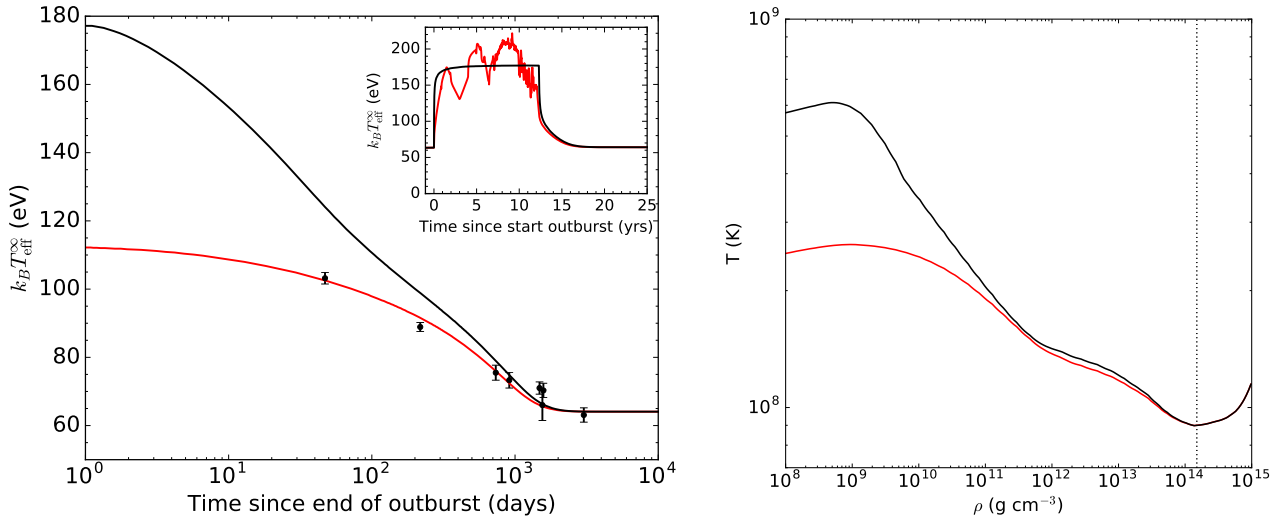 180
160
140
120
100
80
60
k_B T_eff^∞ (eV)
10^0 10^1 10^2 10^3 10^4
Time since end of outburst (days)
200
150
100
50
0
k_B T_eff^∞ (eV)
0 5 10 15 20 25
Time since start outburst (yrs)
10^9
10^8
T (K)
10^8 10^9 10^10 10^11 10^12 10^13 10^14 10^15
ρ (g cm^−3)